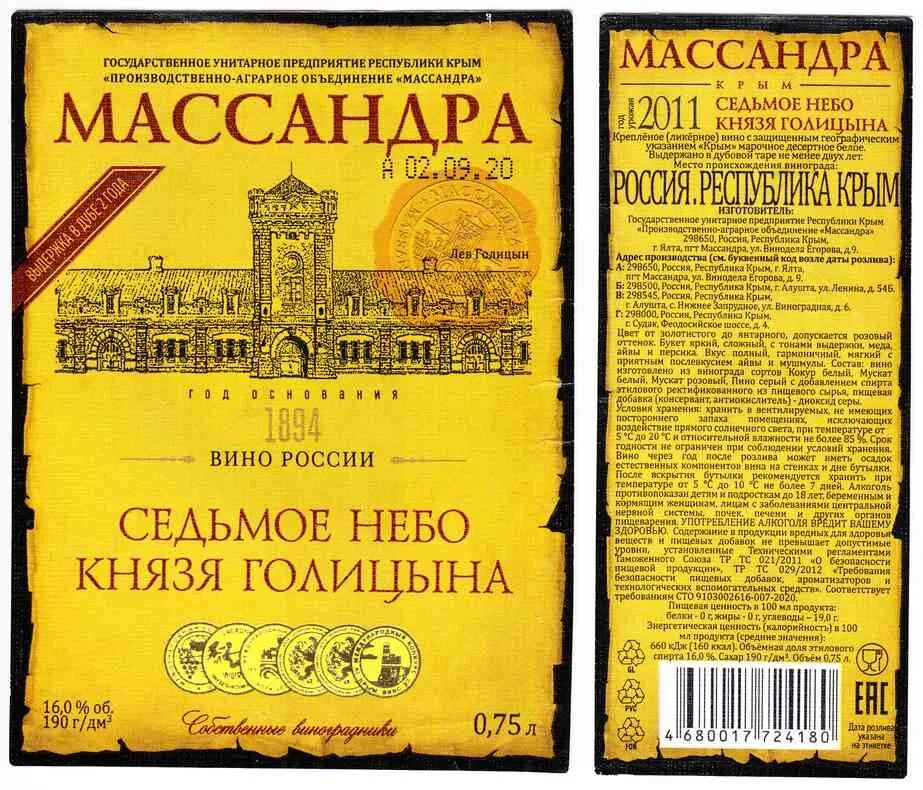 ГОСУДАРСТВЕННОЕ УНИТАРНОЕ ПРЕДПРИЯТИЕ РЕСПУБЛИКИ КРЫМ
«ПРОИЗВОДСТВЕННО-АГРАРНОЕ ОБЪЕДИНЕНИЕ «МАССАНДРА»
МАССАНДРА
А 02.09.20
ВЫДЕРЖКА В ДУБЕ 2 ГОДА
Лев Голицын
ГОД ОСНОВАНИЯ
1894
ВИНО РОССИИ
СЕДЬМОЕ НЕБО
КНЯЗЯ ГОЛИЦЫНА
16,0 % об.
190 г/дм³
Собственные виноградники
0,75 л
МАССАНДРА
КРЫМ
год урожая 2011
СЕДЬМОЕ НЕБО
КНЯЗЯ ГОЛИЦЫНА
Креплёное (ликёрное) вино с защищенным географическим
указанием «Крым» марочное десертное белое.
Выдержано в дубовой таре не менее двух лет.
Место происхождения винограда:
РОССИЯ. РЕСПУБЛИКА КРЫМ
ИЗГОТОВИТЕЛЬ:
Государственное унитарное предприятие Республики Крым
«Производственно-аграрное объединение «Массандра»
298650, Россия, Республика Крым,
г. Ялта, пгт Массандра, ул. Винодела Егорова, д.9.
Адрес производства (см. буквенный код возле даты розлива):
А: 298650, Россия, Республика Крым, г. Ялта,
пгт Массандра, ул. Винодела Егорова, д. 9.
Б: 298500, Россия, Республика Крым, г. Алушта, ул. Ленина, д. 54Б.
В: 298545, Россия, Республика Крым,
г. Алушта, с. Нижнее Запрудное, ул. Виноградная, д. 6.
Г: 298000, Россия, Республика Крым,
г. Судак, Феодосийское шоссе, д. 4.
Цвет от золотистого до янтарного, допускается розовый
оттенок. Букет яркий, сложный, с тонами выдержки, меда,
айвы и персика. Вкус полный, гармоничный, мягкий с
приятным послевкусием айвы и мушмулы. Состав: вино
изготовлено из винограда сортов Кокур белый, Мускат
белый, Мускат розовый, Пино серый с добавлением спирта
этилового ректификованного из пищевого сырья, пищевая
добавка (консервант, антиокислитель) - диоксид серы.
Условия хранения: хранить в вентилируемых, не имеющих
постороннего запаха помещениях, исключающих
воздействие прямого солнечного света, при температуре от
5 °С до 20 °С и относительной влажности не более 85 %. Срок
годности не ограничен при соблюдении условий хранения.
Вино через год после розлива может иметь осадок
естественных компонентов вина на стенках и дне бутылки.
После вскрытия бутылки рекомендуется хранить при
температуре от 5 °С до 10 °С не более 7 дней. Алкоголь
противопоказан детям и подросткам до 18 лет, беременным и
кормящим женщинам, лицам с заболеваниями центральной
нервной системы, почек, печени и других органов
пищеварения. УПОТРЕБЛЕНИЕ АЛКОГОЛЯ ВРЕДИТ ВАШЕМУ
ЗДОРОВЬЮ. Содержание в продукции вредных для здоровья
веществ и пищевых добавок не превышает допустимые
уровни, установленные Техническими регламентами
Таможенного Союза ТР ТС 021/2011 «О безопасности
пищевой продукции», ТР ТС 029/2012 «Требования
безопасности пищевых добавок, ароматизаторов и
технологических вспомогательных средств». Соответствует
требованиям СТО 9103002616-007-2020.
Пищевая ценность в 100 мл продукта:
белки - 0 г, жиры - 0 г, углеводы – 19,0 г.
Энергетическая ценность (калорийность) в 100
мл продукта (средние значения):
660 кДж (160 ккал). Объёмная доля этилового
спирта 16,0 %. Сахар 190 г/дм³. Объём 0,75 л.
GL
PVC
FOR
EAC
Дата розлива
указана
на этикетке
4 680017 724180